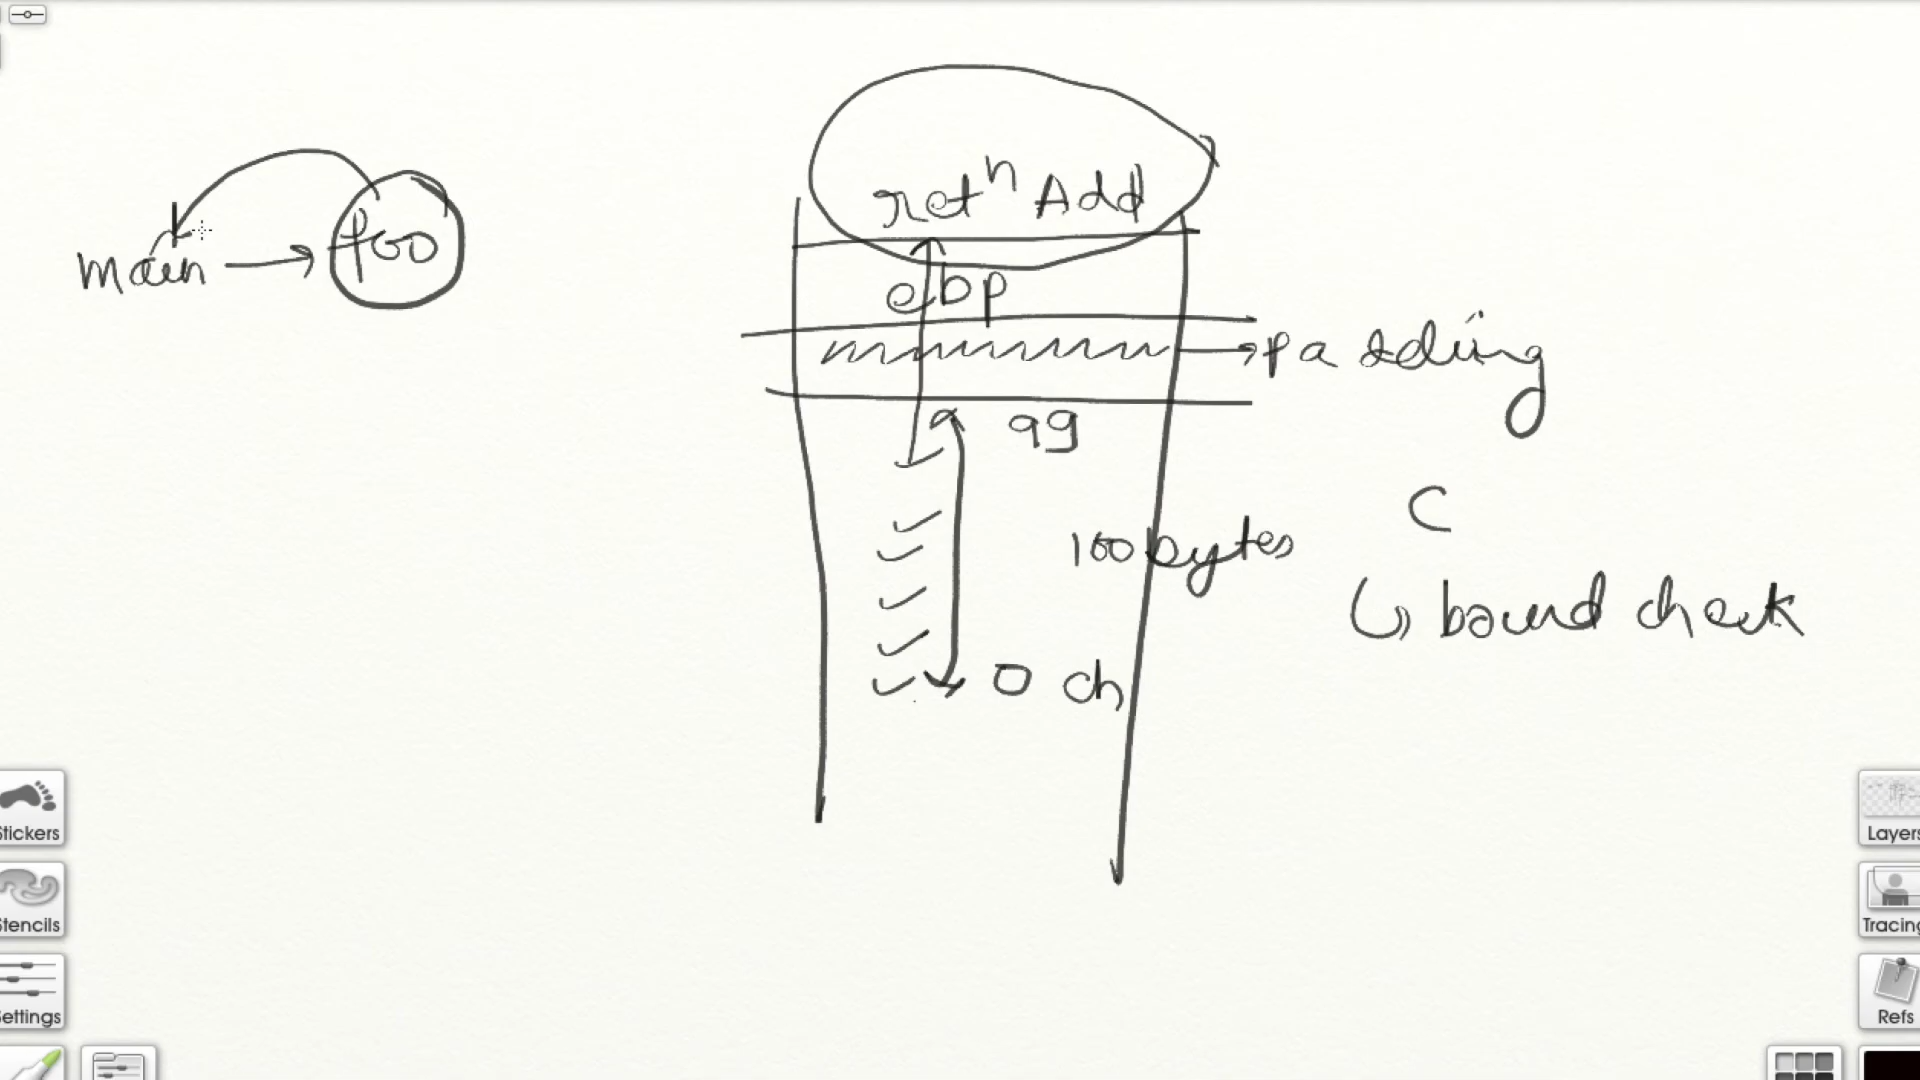 retⁿ Add
main → foo
ebp
padding
99
C
100 bytes
↳ bound check
0 ch
Stickers
Layers
Stencils
Tracing
Settings
Refs